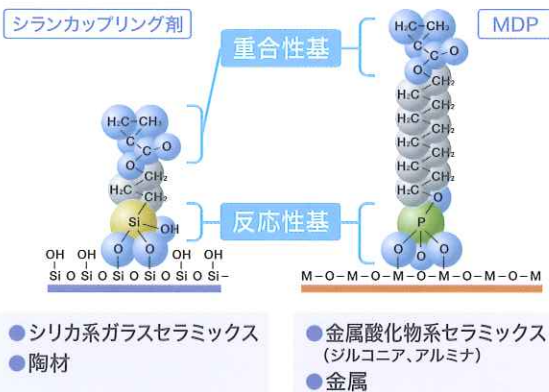 シランカップリング剤
MDP
重合性基
H₂C CH₃
C
C O
O
CH₂
H₂C
CH₂
Si
OH
O O
反応性基
OH OH OH OH
Si O Si O Si O Si O Si O Si
H₂C CH₃
C
C O
O
CH₂
H₂C
CH₂
H₂C
CH₂
H₂C
CH₂
H₂C
CH₂
H₂C
O
P
O O O
M-O-M-O-M-O-M-O-M
●シリカ系ガラスセラミックス
●陶材
●金属酸化物系セラミックス
(ジルコニア、アルミナ)
●金属